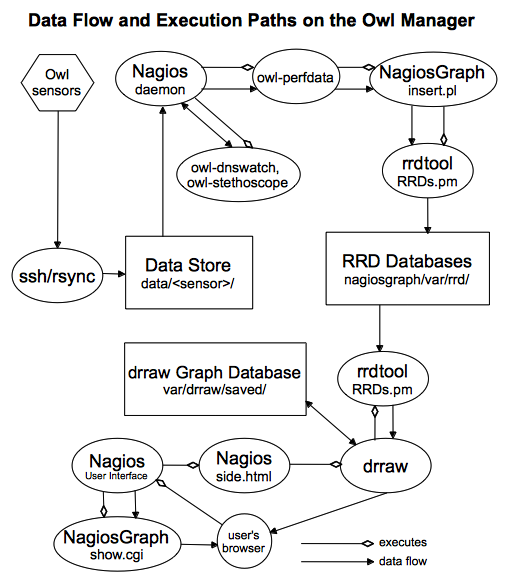 Data Flow and Execution Paths on the Owl Manager
Owl
sensors
Nagios
daemon
owl-perfdata
NagiosGraph
insert.pl
owl-dnswatch,
owl-stethoscope
rrdtool
RRDs.pm
ssh/rsync
Data Store
data/<sensor>/
RRD Databases
nagiosgraph/var/rrd/
drraw Graph Database
var/drraw/saved/
rrdtool
RRDs.pm
Nagios
User Interface
Nagios
side.html
drraw
NagiosGraph
show.cgi
user's
browser
executes
data flow